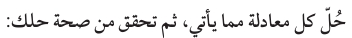 حُلّ كل معادلة مما يأتي، ثم تحقق من صحة حلك: